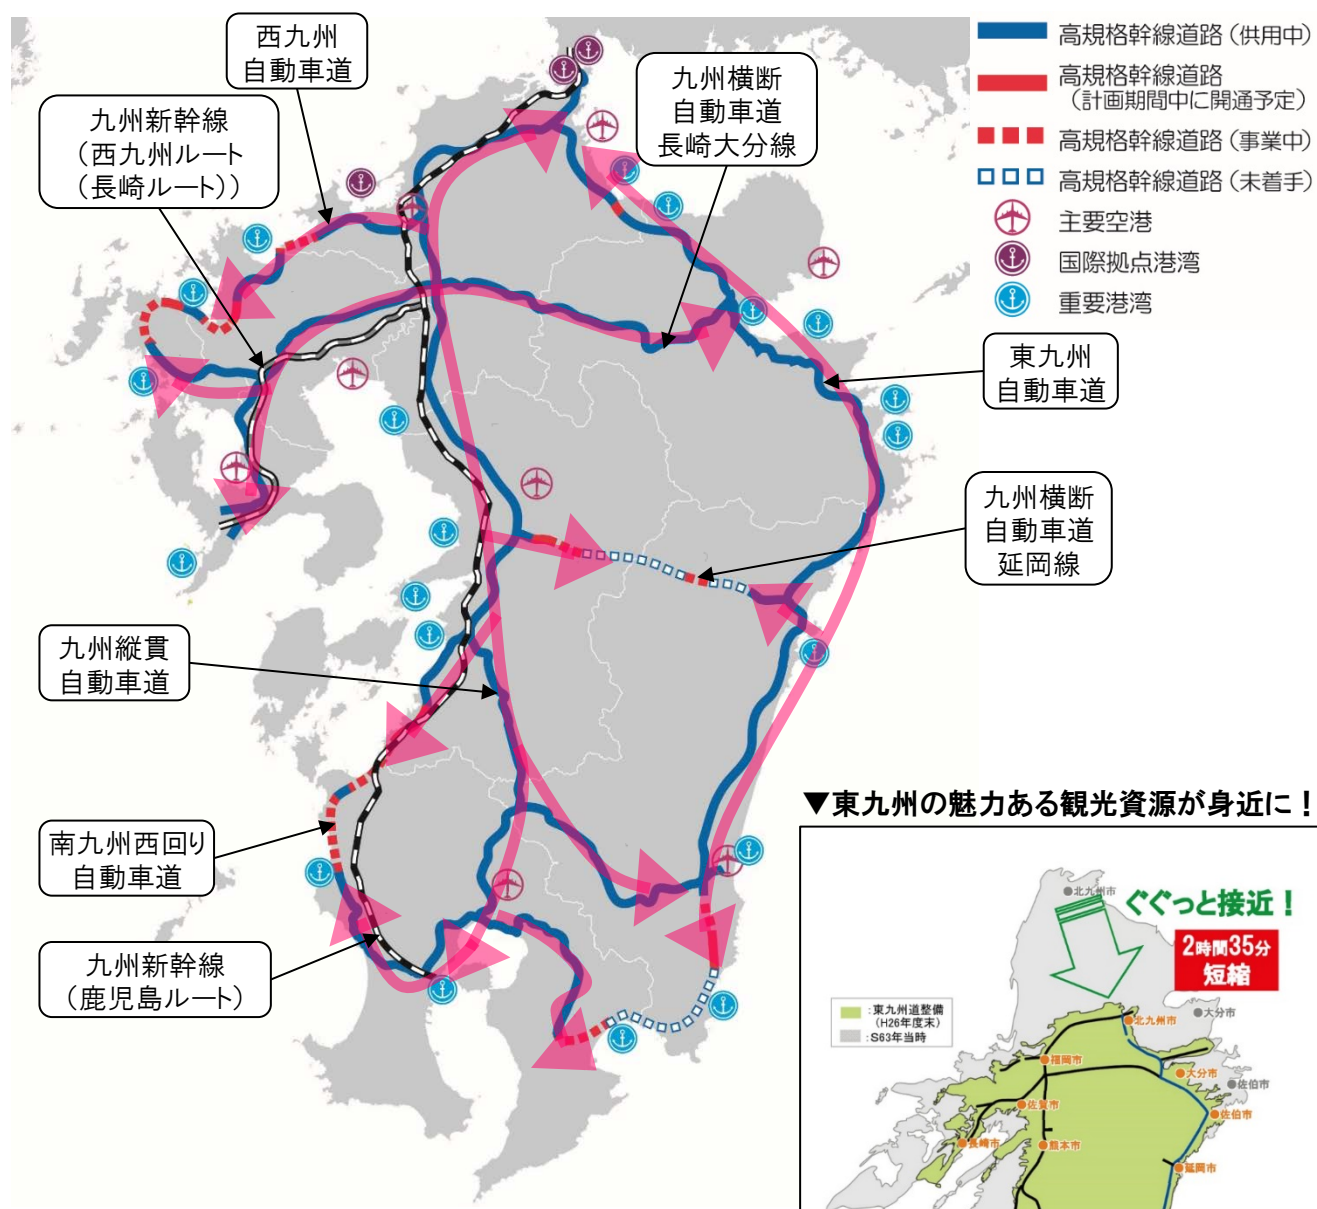 西九州
自動車道
九州横断
自動車道
長崎大分線
九州新幹線
（西九州ルート
（長崎ルート））
高規格幹線道路（供用中）
高規格幹線道路
（計画期間中に開通予定）
高規格幹線道路（事業中）
高規格幹線道路（未着手）
主要空港
国際拠点港湾
重要港湾
東九州
自動車道
九州横断
自動車道
延岡線
九州縦貫
自動車道
南九州西回り
自動車道
九州新幹線
（鹿児島ルート）
▼東九州の魅力ある観光資源が身近に！
北九州市
ぐぐっと接近！
2時間35分
短縮
：東九州道整備
（H26年度末）
：S63年当時
北九州市
大分市
福岡市
大分市
佐伯市
佐賀市
佐伯市
長崎市
熊本市
延岡市